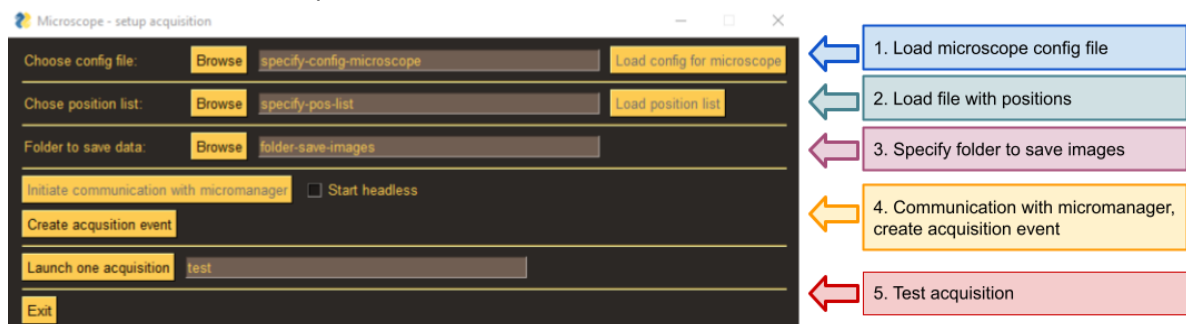 Microscope - setup acquisition
Choose config file: Browse specify-config-microscope Load config for microscope
1. Load microscope config file
Chose position list: Browse specify-pos-list Load position list
2. Load file with positions
Folder to save data: Browse folder-save-images
3. Specify folder to save images
Initiate communication with micromanager Start headless
Create acqusition event
4. Communication with micromanager,
create acquisition event
Launch one acquisition test
5. Test acquisition
Exit